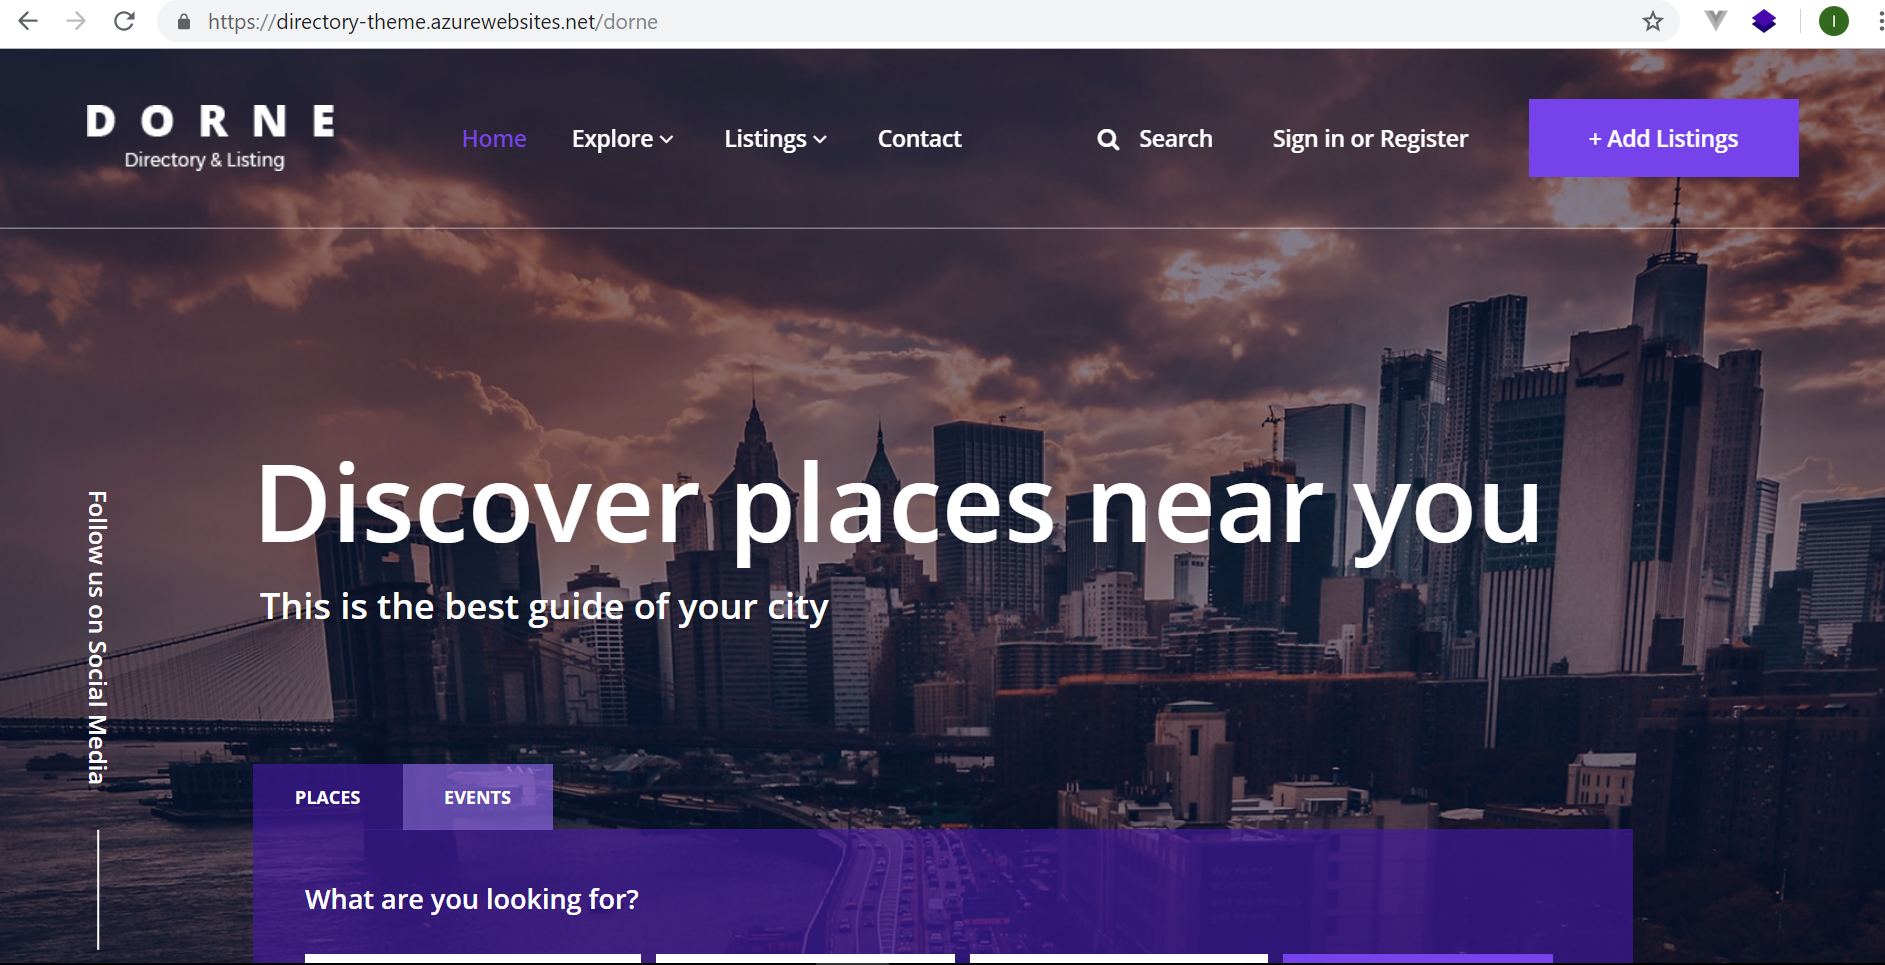 https://directory-theme.azurewebsites.net/dorne
I
DORNE
Directory & Listing
Home Explore Listings Contact Search Sign in or Register + Add Listings
Discover places near you
This is the best guide of your city
Follow us on Social Media
PLACES EVENTS
What are you looking for?